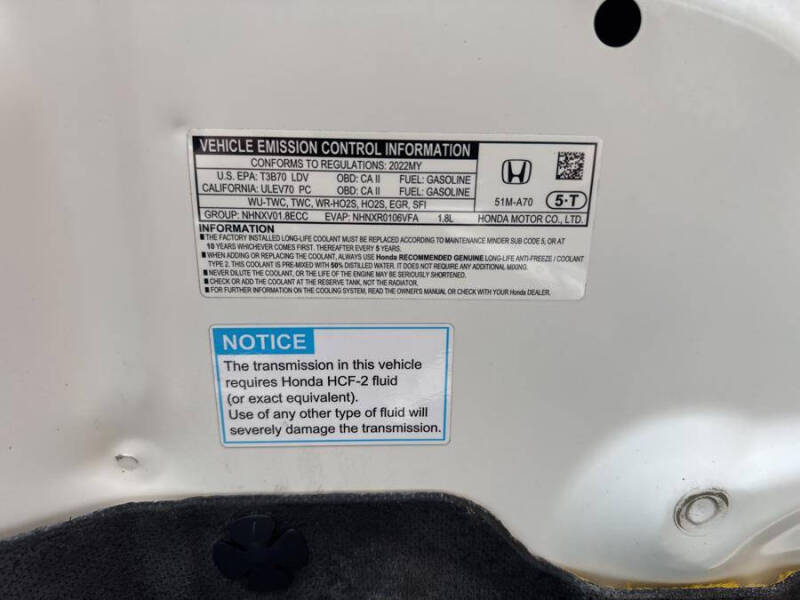 VEHICLE EMISSION CONTROL INFORMATION
CONFORMS TO REGULATIONS: 2022MY
U.S. EPA: T3B70 LDV OBD: CA II FUEL: GASOLINE
CALIFORNIA: ULEV70 PC OBD: CA II FUEL: GASOLINE
WU-TWC, TWC, WR-HO2S, HO2S, EGR, SFI
GROUP: NHNXV01.8ECC EVAP: NHNXR0106VFA 1.8L
51M-A70 5·T
HONDA MOTOR CO., LTD.
INFORMATION
■ THE FACTORY INSTALLED LONG-LIFE COOLANT MUST BE REPLACED ACCORDING TO MAINTENANCE MINDER SUB CODE 5, OR AT
10 YEARS WHICHEVER COMES FIRST. THEREAFTER EVERY 5 YEARS.
■ WHEN ADDING OR REPLACING THE COOLANT, ALWAYS USE Honda RECOMMENDED GENUINE LONG-LIFE ANTI-FREEZE / COOLANT
TYPE 2. THIS COOLANT IS PRE-MIXED WITH 50% DISTILLED WATER. IT DOES NOT REQUIRE ANY ADDITIONAL MIXING.
■ NEVER DILUTE THE COOLANT, OR THE LIFE OF THE ENGINE MAY BE SERIOUSLY SHORTENED.
■ CHECK OR ADD THE COOLANT AT THE RESERVE TANK, NOT THE RADIATOR.
■ FOR FURTHER INFORMATION ON THE COOLING SYSTEM, READ THE OWNER'S MANUAL OR CHECK WITH YOUR Honda DEALER.
NOTICE
The transmission in this vehicle
requires Honda HCF-2 fluid
(or exact equivalent).
Use of any other type of fluid will
severely damage the transmission.